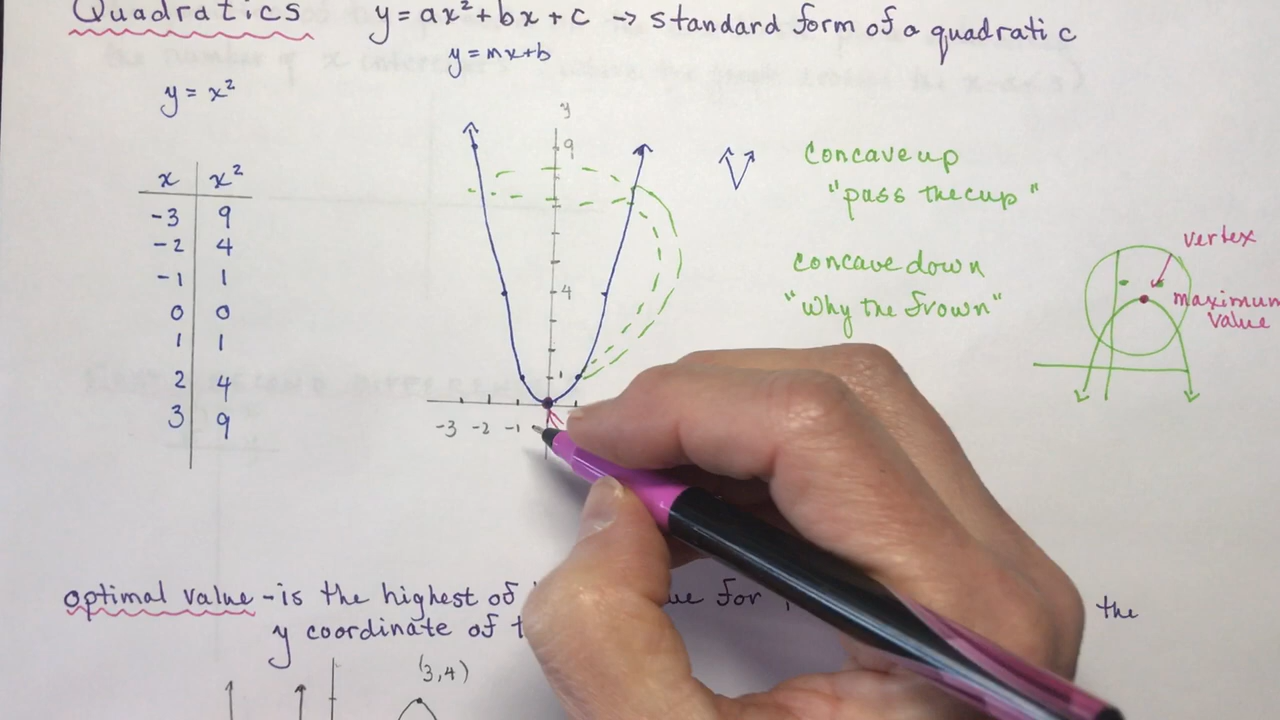 Quadratics y = ax² + bx + c → standard form of a quadratic
y = mx + b
y = x²
x x²
-3 9
-2 4
-1 1
0 0
1 1
2 4
3 9
y
9
4
1
-3 -2 -1
concave up
"pass the cup"
concave down
"why the frown"
vertex
maximum
value
optimal value - is the highest of for the
y coordinate of
(3,4)